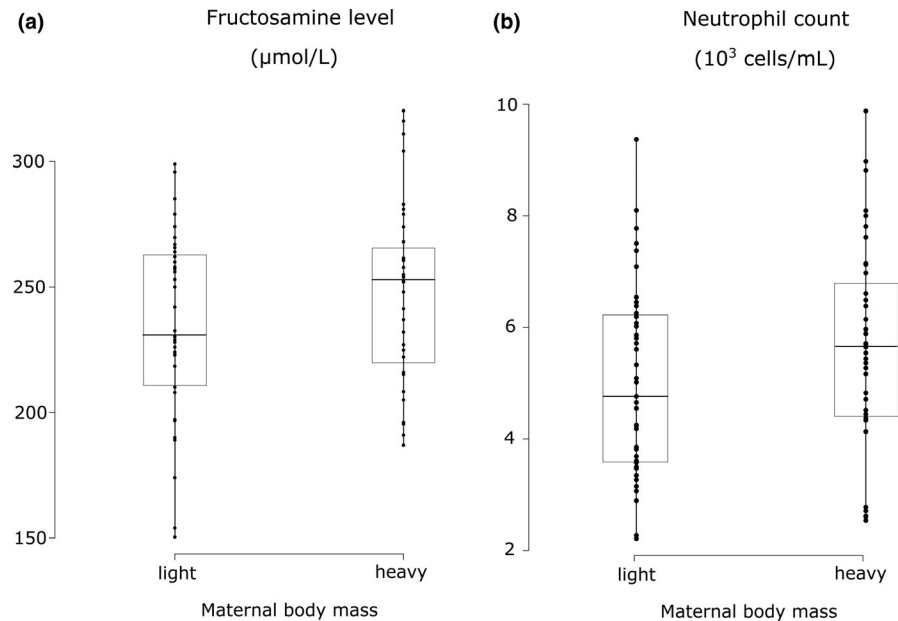 (a)
Fructosamine level
(µmol/L)
300
250
200
150
light
heavy
Maternal body mass
(b)
Neutrophil count
(10³ cells/mL)
10
8
6
4
2
light
heavy
Maternal body mass